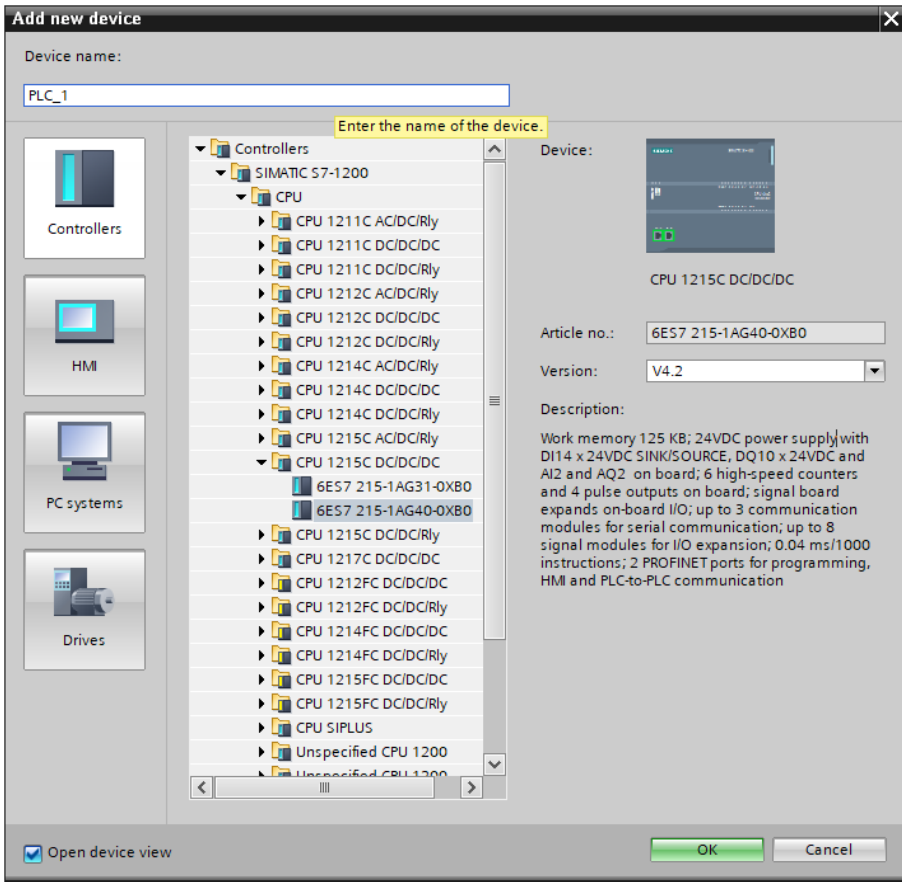 Add new device
Device name:
PLC_1
Enter the name of the device.
Controllers
HMI
PC systems
Drives
Controllers
SIMATIC S7-1200
CPU
CPU 1211C AC/DC/Rly
CPU 1211C DC/DC/DC
CPU 1211C DC/DC/Rly
CPU 1212C AC/DC/Rly
CPU 1212C DC/DC/DC
CPU 1212C DC/DC/Rly
CPU 1214C AC/DC/Rly
CPU 1214C DC/DC/DC
CPU 1214C DC/DC/Rly
CPU 1215C AC/DC/Rly
CPU 1215C DC/DC/DC
6ES7 215-1AG31-0XB0
6ES7 215-1AG40-0XB0
CPU 1215C DC/DC/Rly
CPU 1217C DC/DC/DC
CPU 1212FC DC/DC/DC
CPU 1212FC DC/DC/Rly
CPU 1214FC DC/DC/DC
CPU 1214FC DC/DC/Rly
CPU 1215FC DC/DC/DC
CPU 1215FC DC/DC/Rly
CPU SIPLUS
Unspecified CPU 1200
Unspecified CPU 1200
Device:
SIEMENS
CPU 1215C DC/DC/DC
Article no.:
6ES7 215-1AG40-0XB0
Version:
V4.2
Description:
Work memory 125 KB; 24VDC power supply with
DI14 x 24VDC SINK/SOURCE, DQ10 x 24VDC and
AI2 and AQ2 on board; 6 high-speed counters
and 4 pulse outputs on board; signal board
expands on-board I/O; up to 3 communication
modules for serial communication; up to 8
signal modules for I/O expansion; 0.04 ms/1000
instructions; 2 PROFINET ports for programming,
HMI and PLC-to-PLC communication
Open device view
OK
Cancel